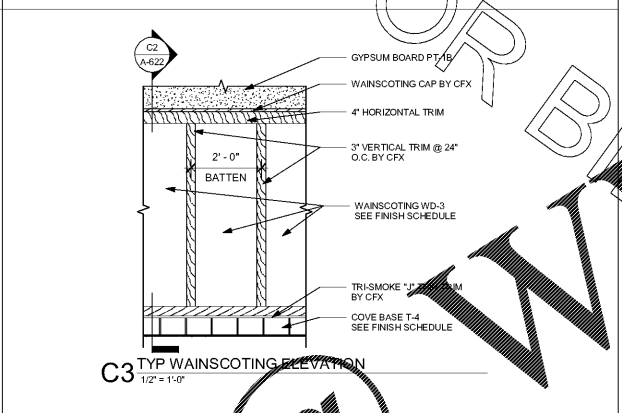 C2
A-622
GYPSUM BOARD PT-1B
WAINSCOTING CAP BY CFX
4" HORIZONTAL TRIM
3" VERTICAL TRIM @ 24"
O.C. BY CFX
2' - 0"
BATTEN
WAINSCOTING WD-3
SEE FINISH SCHEDULE
TRI-SMOKE "J" TRIM
BY CFX
COVE BASE T-4
SEE FINISH SCHEDULE
C3 TYP WAINSCOTING ELEVATION
1/2" = 1'-0"
OR B
W